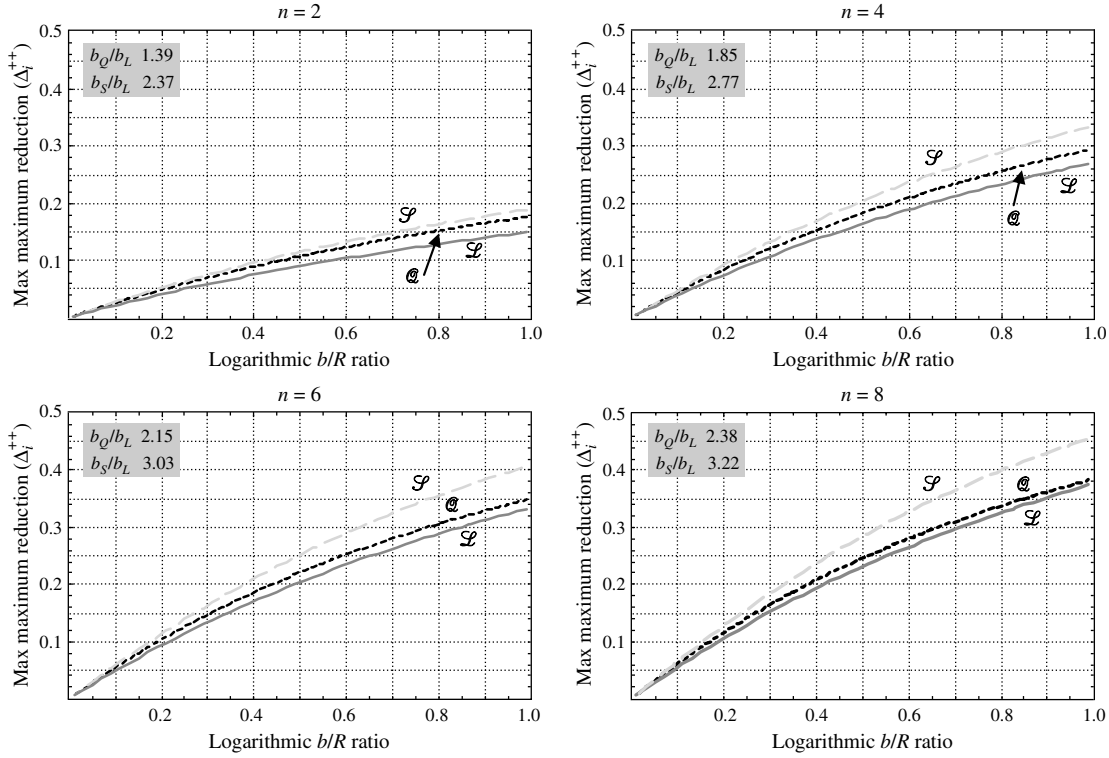 n = 2
Max maximum reduction (Δᵢ⁺⁺)
0.5
0.4
0.3
0.2
0.1
b_Q/b_L 1.39
b_S/b_L 2.37
𝒮
𝒬
ℒ
0.2 0.4 0.6 0.8 1.0
Logarithmic b/R ratio
n = 4
Max maximum reduction (Δᵢ⁺⁺)
0.5
0.4
0.3
0.2
0.1
b_Q/b_L 1.85
b_S/b_L 2.77
𝒮
ℒ
𝒬
0.2 0.4 0.6 0.8 1.0
Logarithmic b/R ratio
n = 6
Max maximum reduction (Δᵢ⁺⁺)
0.5
0.4
0.3
0.2
0.1
b_Q/b_L 2.15
b_S/b_L 3.03
𝒮
𝒬
ℒ
0.2 0.4 0.6 0.8 1.0
Logarithmic b/R ratio
n = 8
Max maximum reduction (Δᵢ⁺⁺)
0.5
0.4
0.3
0.2
0.1
b_Q/b_L 2.38
b_S/b_L 3.22
𝒮
𝒬
ℒ
0.2 0.4 0.6 0.8 1.0
Logarithmic b/R ratio